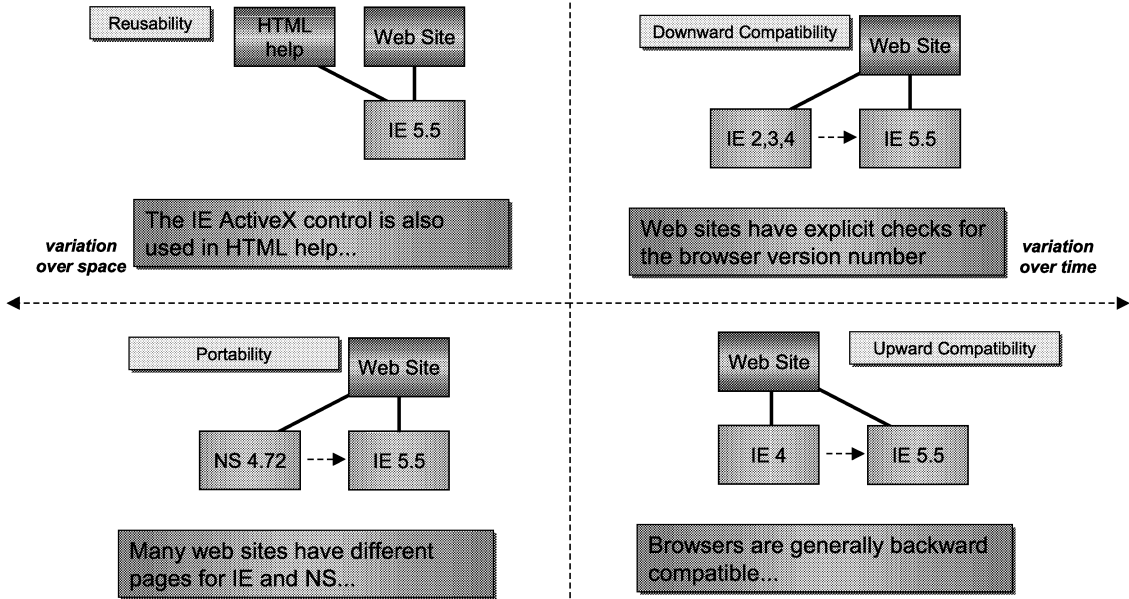 Reusability
HTML
help
Web Site
IE 5.5
The IE ActiveX control is also
used in HTML help...
variation
over space
Downward Compatibility
Web Site
IE 2,3,4
IE 5.5
Web sites have explicit checks for
the browser version number
variation
over time
Portability
Web Site
NS 4.72
IE 5.5
Many web sites have different
pages for IE and NS...
Web Site
Upward Compatibility
IE 4
IE 5.5
Browsers are generally backward
compatible...